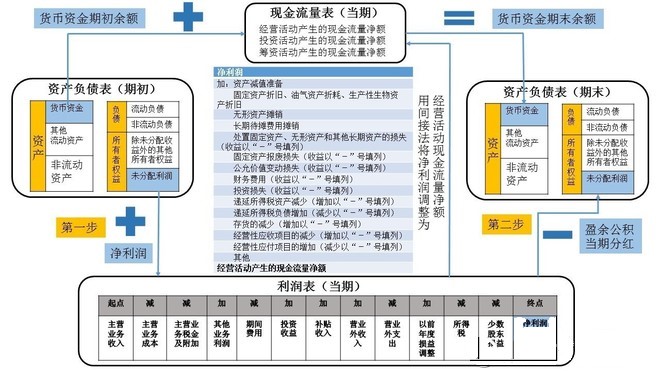 货币资金期初余额
现金流量表（当期）
经营活动产生的现金流量净额
投资活动产生的现金流量净额
筹资活动产生的现金流量净额
货币资金期末余额
资产负债表（期初）
资产
货币资金
其他
流动资产
非流动
资产
负债
流动负债
非流动负债
所有者权益
除未分配收
益外的其他
所有者权益
未分配利润
净利润
加：资产减值准备
固定资产折旧、油气资产折耗、生产性生物资
产折旧
无形资产摊销
长期待摊费用摊销
处置固定资产、无形资产和其他长期资产的损失
（收益以“－”号填列）
固定资产报废损失（收益以“－”号填列）
公允价值变动损失（收益以“－”号填列）
财务费用（收益以“－”号填列）
投资损失（收益以“－”号填列）
递延所得税资产减少（增加以“－”号填列）
递延所得税负债增加（减少以“－”号填列）
存货的减少（增加以“－”号填列）
经营性应收项目的减少（增加以“－”号填列）
经营性应付项目的增加（减少以“－”号填列）
其他
经营活动产生的现金流量净额
用间接法将净利润调整为
经营活动现金流量净额
资产负债表（期末）
资产
货币资金
其他
流动资产
非流动
资产
负债
流动负债
非流动负债
所有者权益
除未分配收
益外的其他
所有者权益
未分配利润
第一步
净利润
第二步
盈余公积
当期分红
利润表（当期）
起点 减 减 加 减 加 加 加 减 加 减 减 终点
主营业务收入
主营业务成本
主营业务税金及附加
其他业务利润
期间费用
投资收益
补贴收入
营业外收入
营业外支出
以前年度损益调整
所得税
少数股东
益
净利润